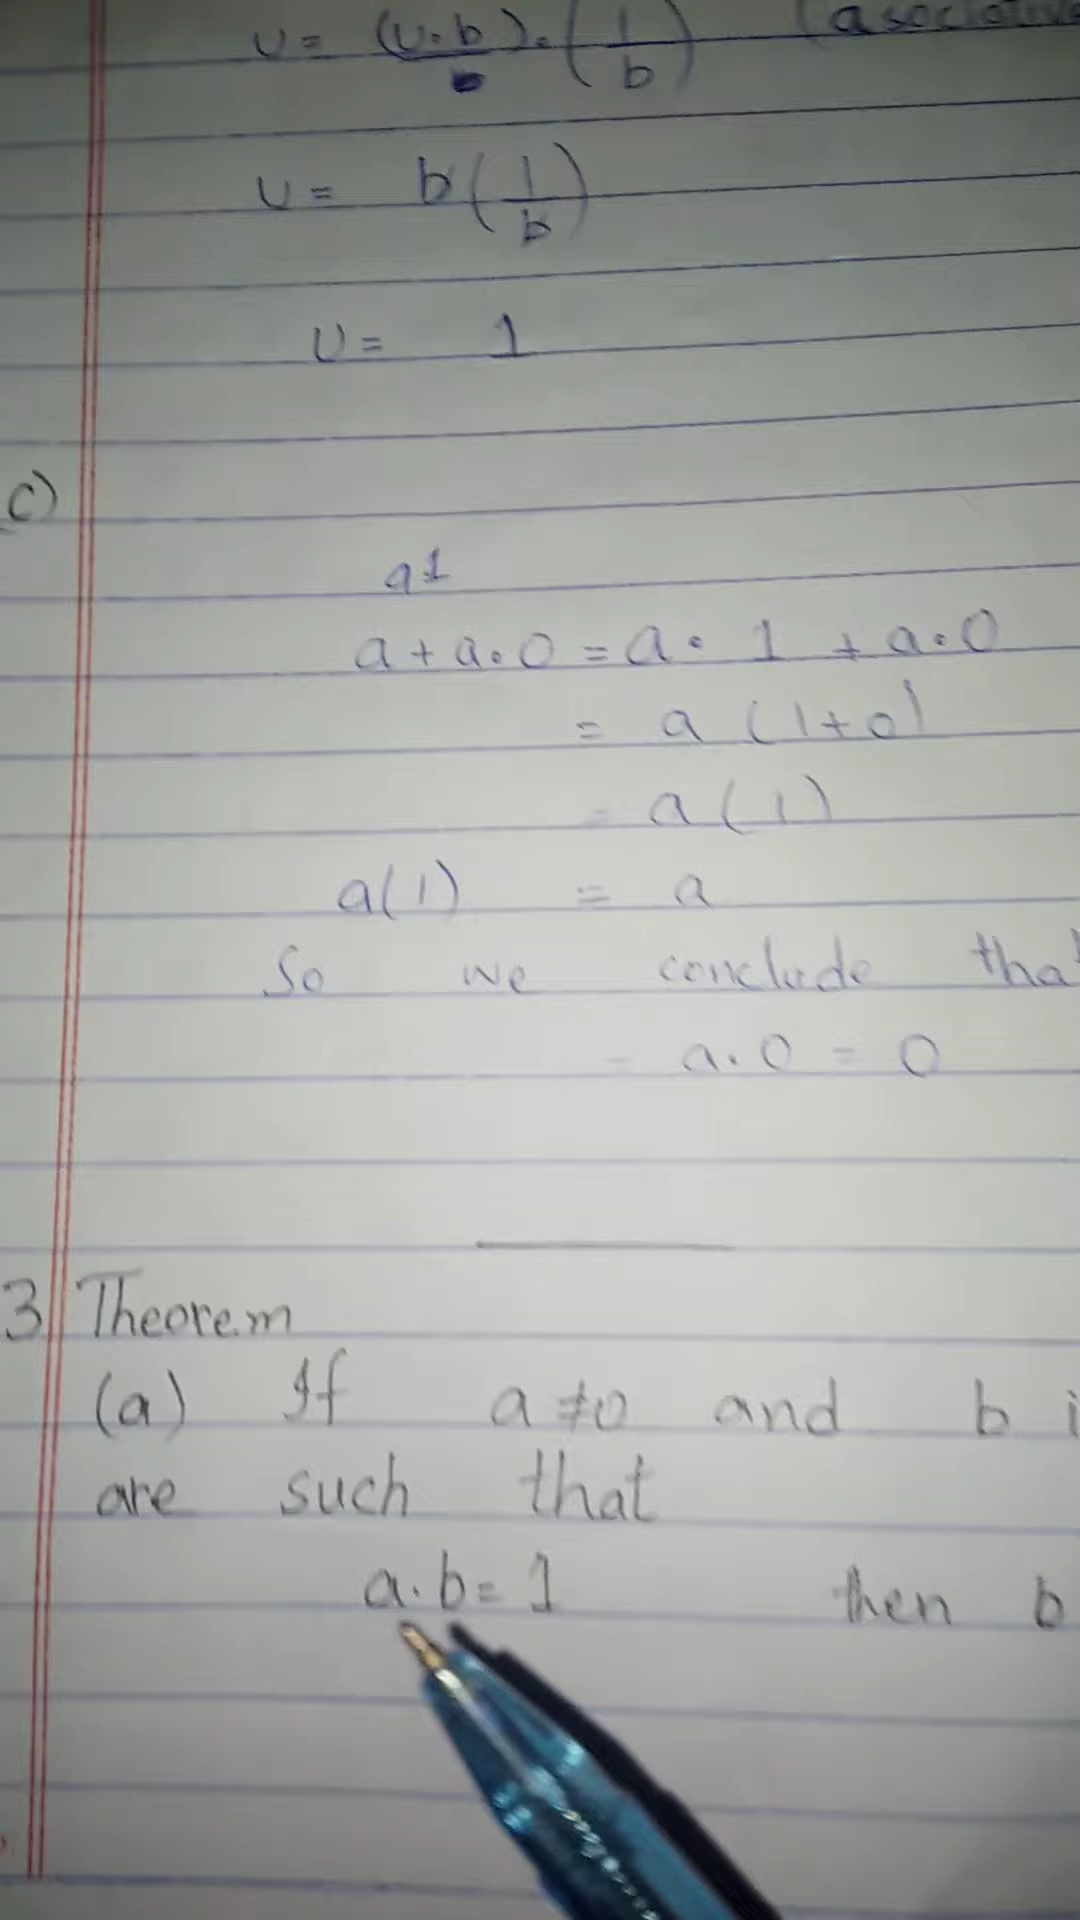 U = (U·b)/b · (1/b) (asociative
U = b(1/b)
U = 1
c)
a1
a + a·0 = a · 1 + a·0
= a (1+0)
= a (1)
a(1) = a
So we conclude that
= a·0 = 0
3 Theorem
(a) If a ≠ 0 and b i
are such that
a·b = 1 then b